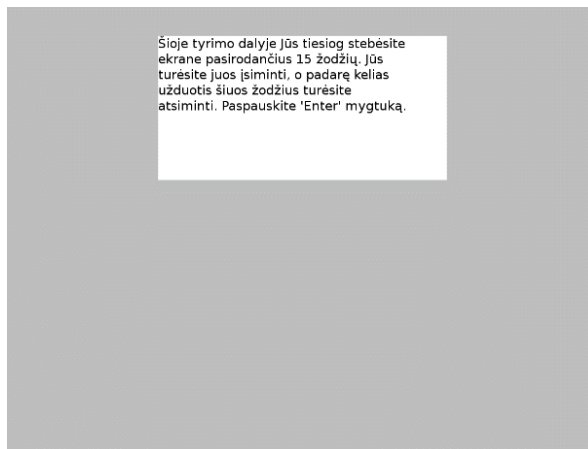 Šioje tyrimo dalyje Jūs tiesiog stebėsite
ekrane pasirodančius 15 žodžių. Jūs
turėsite juos įsiminti, o padarę kelias
užduotis šiuos žodžius turėsite
atsiminti. Paspauskite 'Enter' mygtuką.